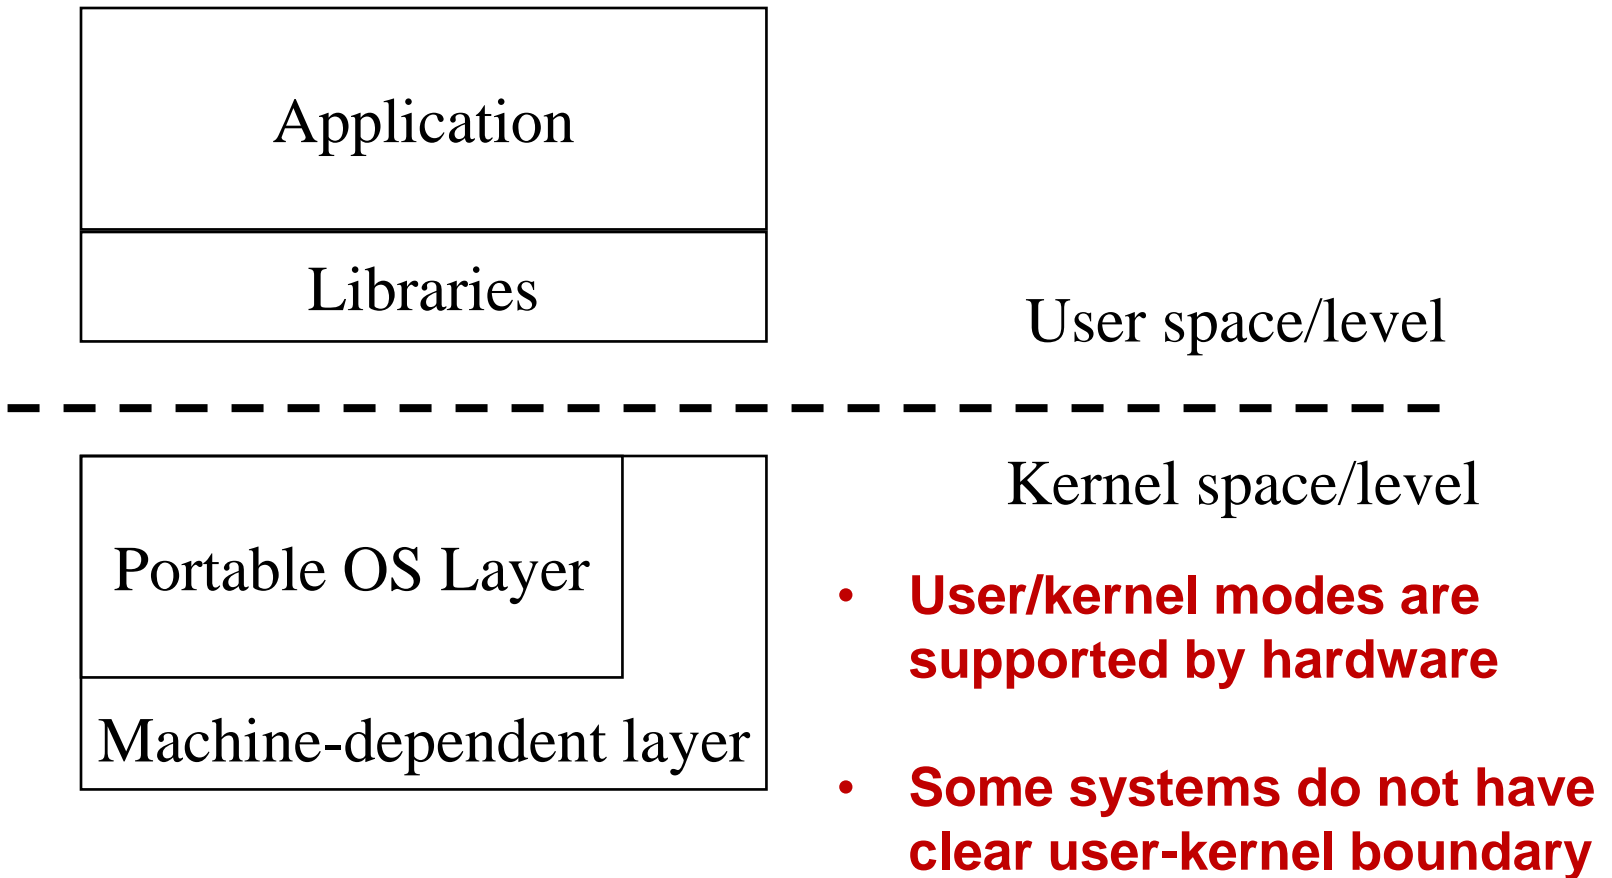 Application
Libraries
User space/level
Kernel space/level
Portable OS Layer
Machine-dependent layer
• User/kernel modes are
supported by hardware
• Some systems do not have
clear user-kernel boundary